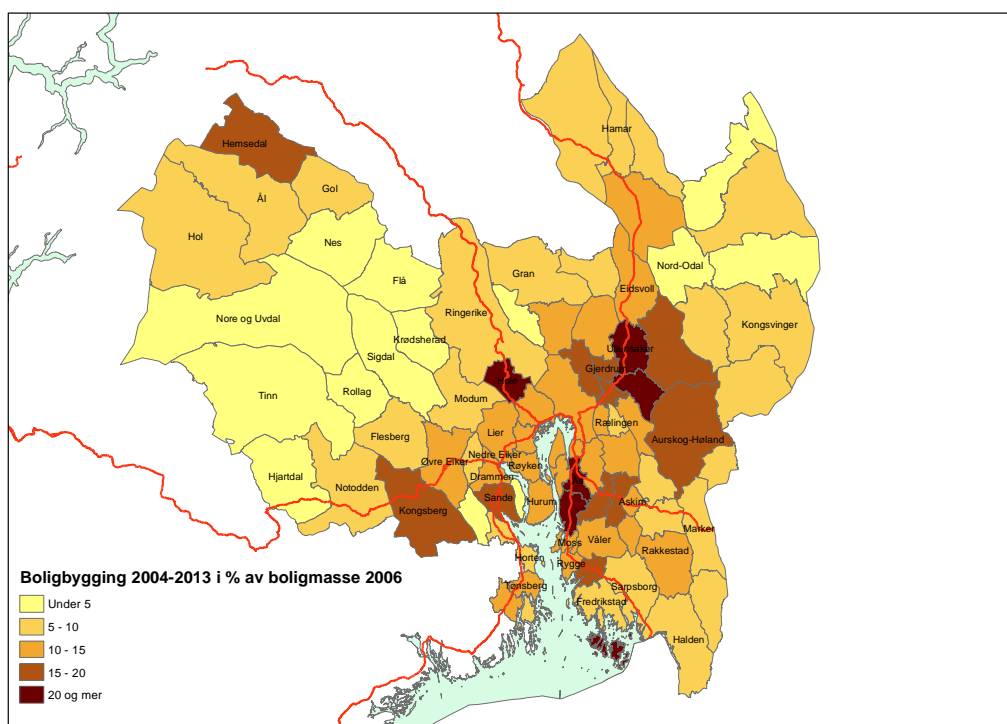 Hamar
Hemsedal
Gol
Ål
Hol
Nes
Gran
Nord-Odal
Flå
Eidsvoll
Ringerike
Nore og Uvdal
Kongsvinger
Krødsherad
Ullensaker
Sigdal
Gjerdrum
Hole
Rollag
Tinn
Modum
Rælingen
Lier
Flesberg
Aurskog-Høland
Nedre Eiker
Øvre Eiker
Røyken
Hjartdal
Drammen
Ås
Notodden
Sande
Hurum
Askim
Kongsberg
Marker
Moss
Våler
Rakkestad
Horten
Rygge
Boligbygging 2004-2013 i % av boligmasse 2006
Tønsberg
Sarpsborg
Fredrikstad
Under 5
5 - 10
10 - 15
Halden
15 - 20
20 og mer